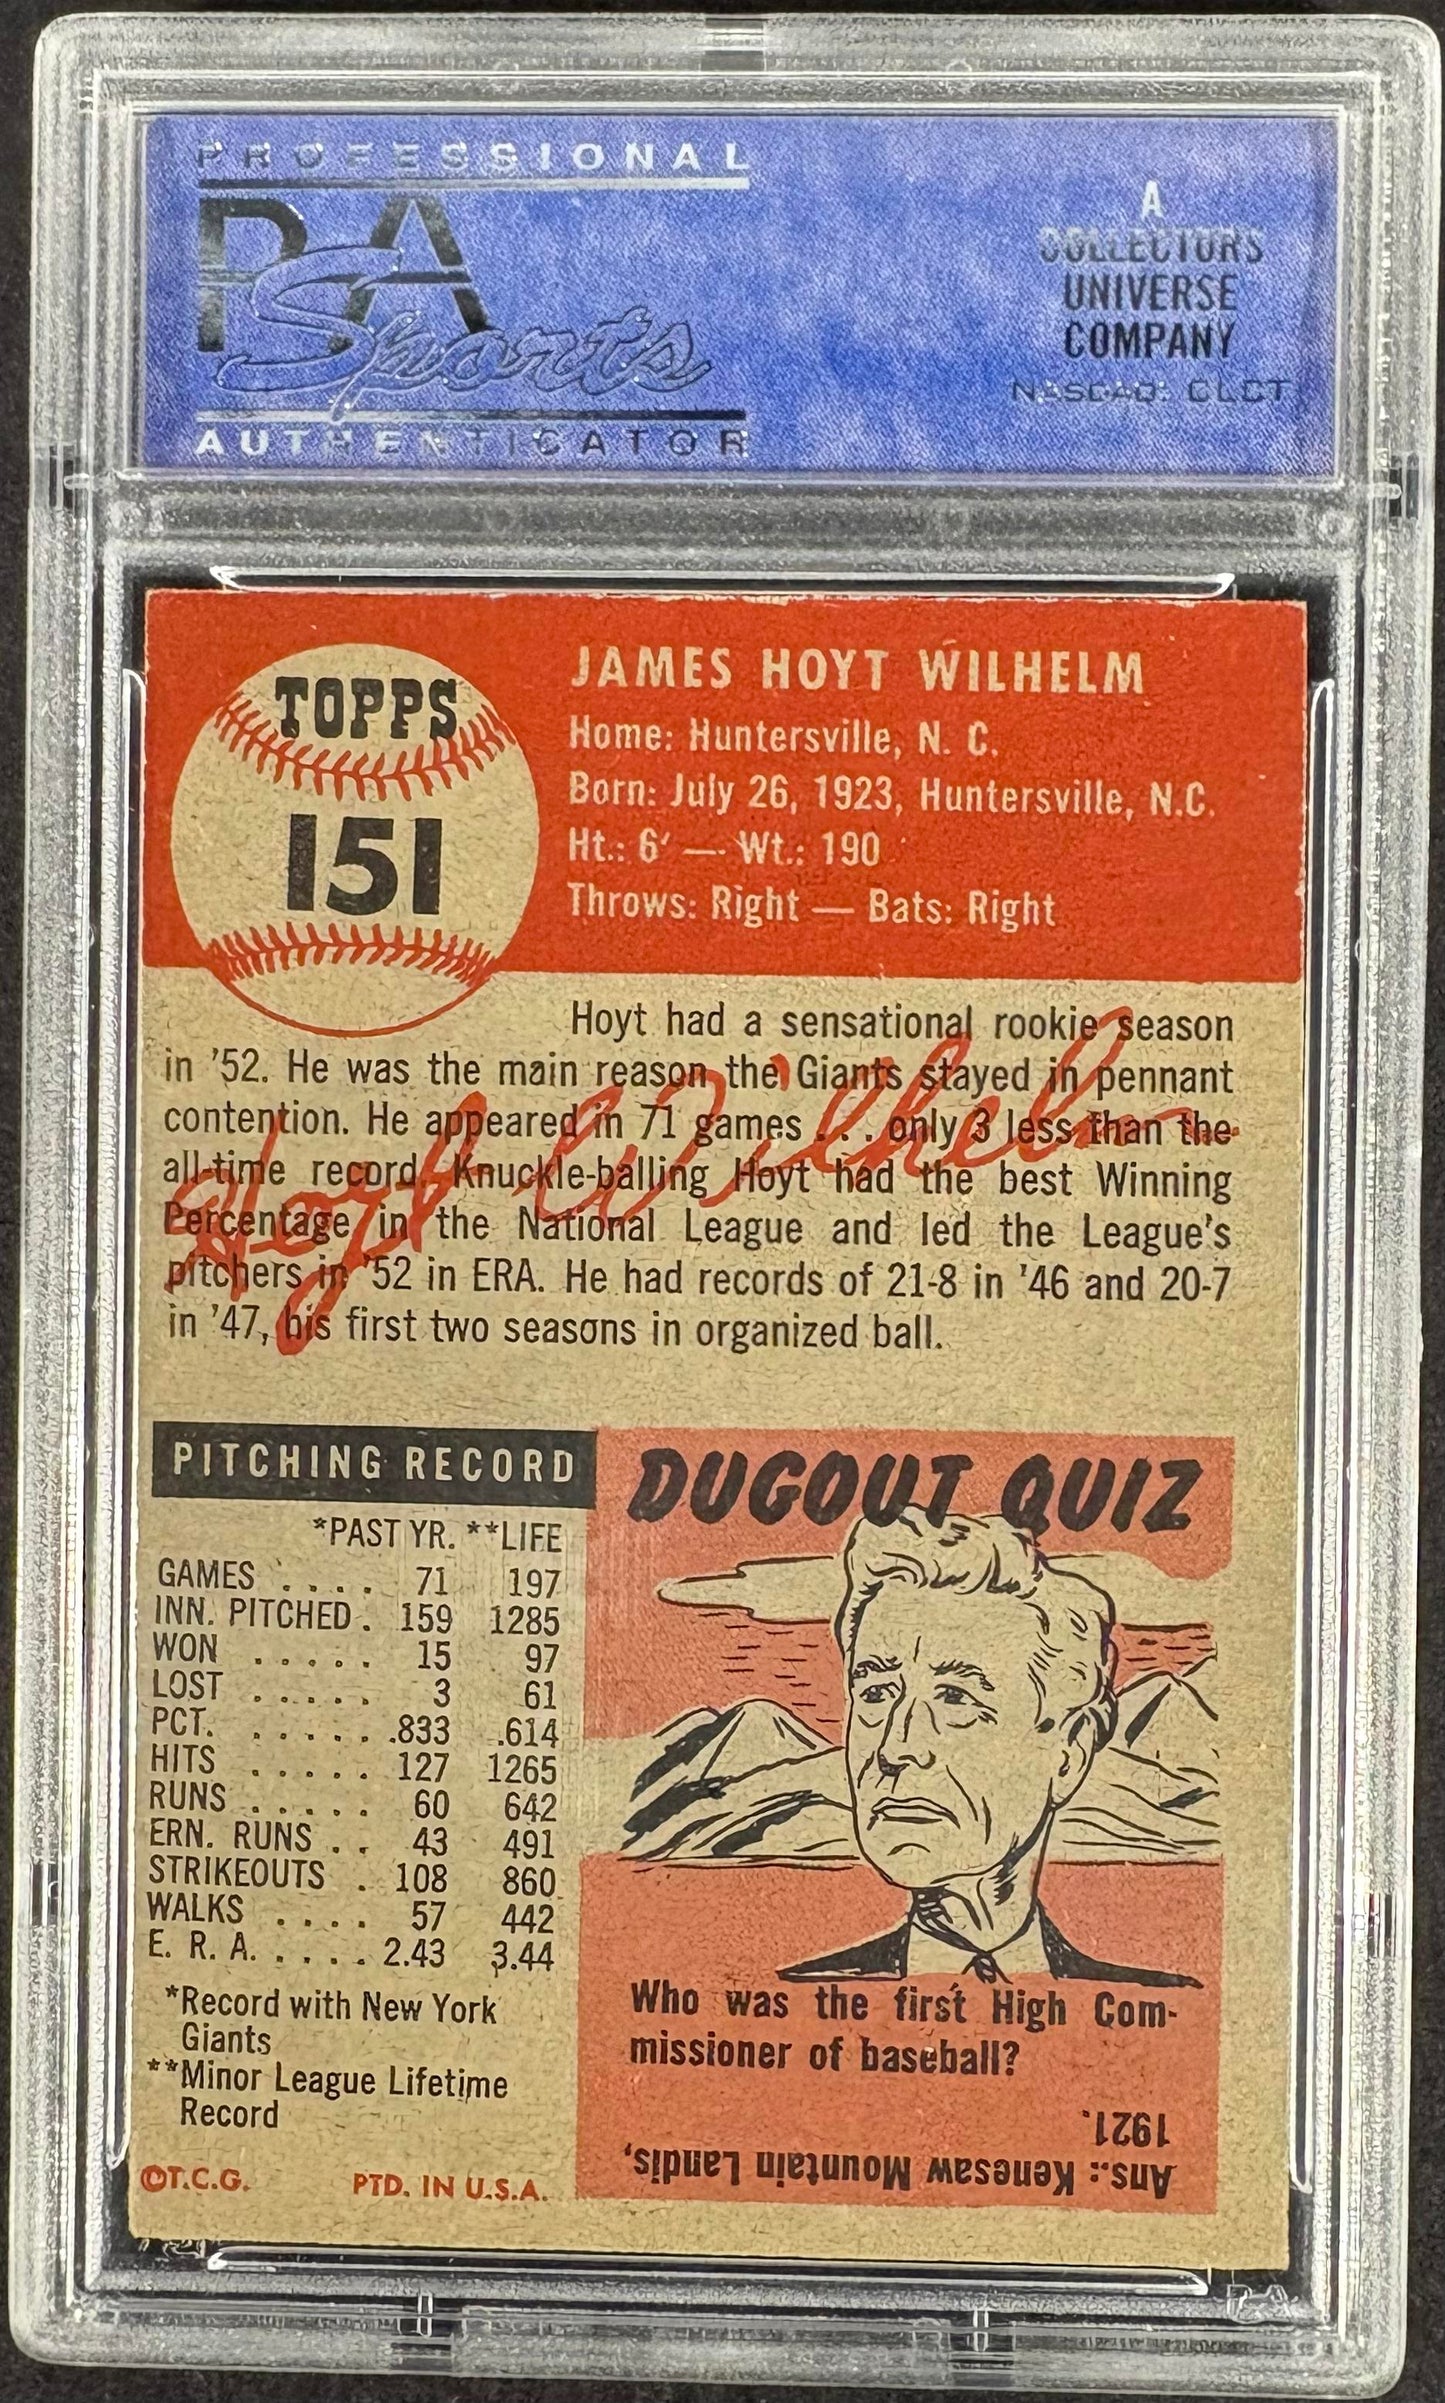 PROFESSIONAL
PSA
Sports
AUTHENTICATOR
A
COLLECTORS
UNIVERSE
COMPANY
NASDAQ: CLCT
TOPPS
151
JAMES HOYT WILHELM
Home: Huntersville, N. C.
Born: July 26, 1923, Huntersville, N.C.
Ht.: 6' — Wt.: 190
Throws: Right — Bats: Right
Hoyt had a sensational rookie season
in '52. He was the main reason the Giants stayed in pennant
contention. He appeared in 71 games . . . only 3 less than the
all-time record. Knuckle-balling Hoyt had the best Winning
Percentage in the National League and led the League's
pitchers in '52 in ERA. He had records of 21-8 in '46 and 20-7
in '47, his first two seasons in organized ball.
Hoyt Wilhelm
PITCHING RECORD
*PAST YR. **LIFE
GAMES . . . . 71 197
INN. PITCHED . 159 1285
WON . . . . . 15 97
LOST . . . . . 3 61
PCT. . . . . . .833 .614
HITS . . . . . 127 1265
RUNS . . . . . 60 642
ERN. RUNS . . 43 491
STRIKEOUTS . 108 860
WALKS . . . . 57 442
E. R. A. . . . . 2.43 3.44
*Record with New York
Giants
**Minor League Lifetime
Record
©T.C.G. PTD. IN U.S.A.
DUGOUT QUIZ
Who was the first High Com-
missioner of baseball?
Ans.: Kenesaw Mountain Landis,
1921.
PSA